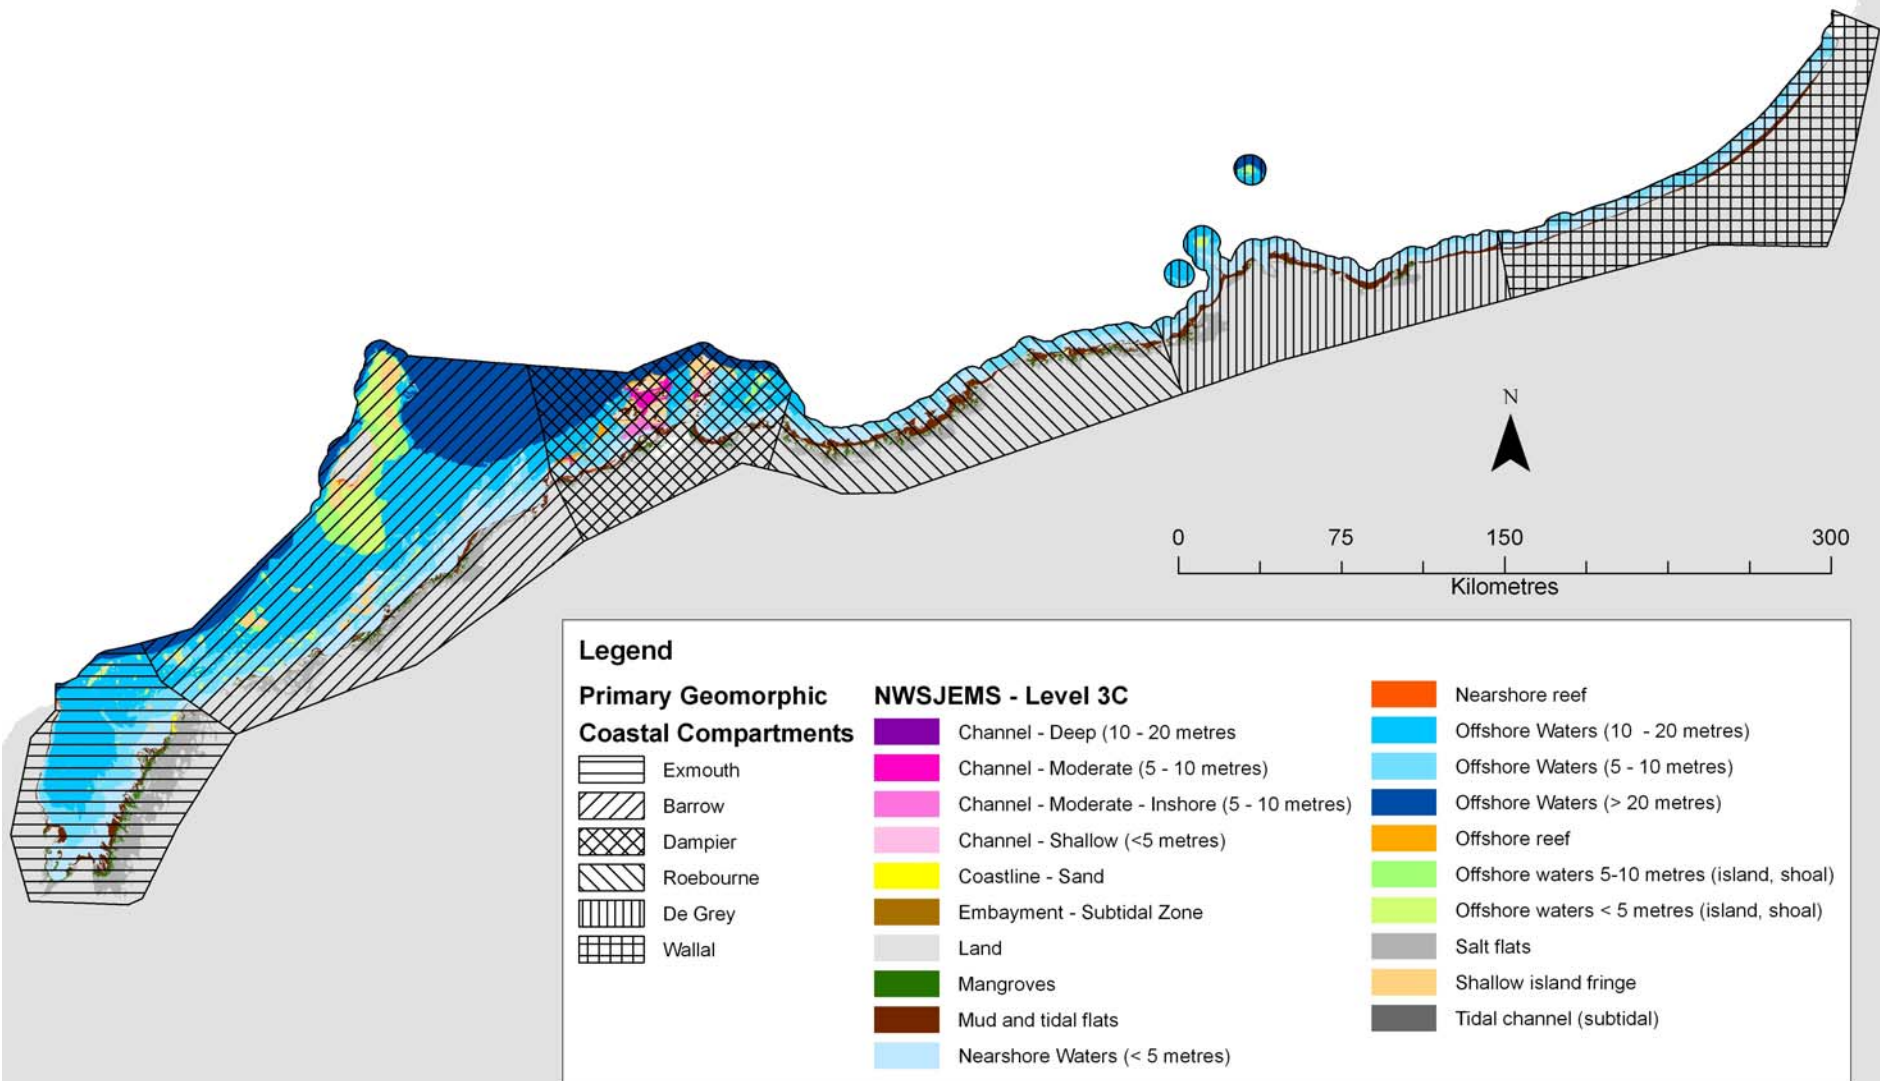 N
0 75 150 300
Kilometres
Legend
Primary Geomorphic
Coastal Compartments
Exmouth
Barrow
Dampier
Roebourne
De Grey
Wallal
NWSJEMS - Level 3C
Channel - Deep (10 - 20 metres
Channel - Moderate (5 - 10 metres)
Channel - Moderate - Inshore (5 - 10 metres)
Channel - Shallow (<5 metres)
Coastline - Sand
Embayment - Subtidal Zone
Land
Mangroves
Mud and tidal flats
Nearshore Waters (< 5 metres)
Nearshore reef
Offshore Waters (10 - 20 metres)
Offshore Waters (5 - 10 metres)
Offshore Waters (> 20 metres)
Offshore reef
Offshore waters 5-10 metres (island, shoal)
Offshore waters < 5 metres (island, shoal)
Salt flats
Shallow island fringe
Tidal channel (subtidal)